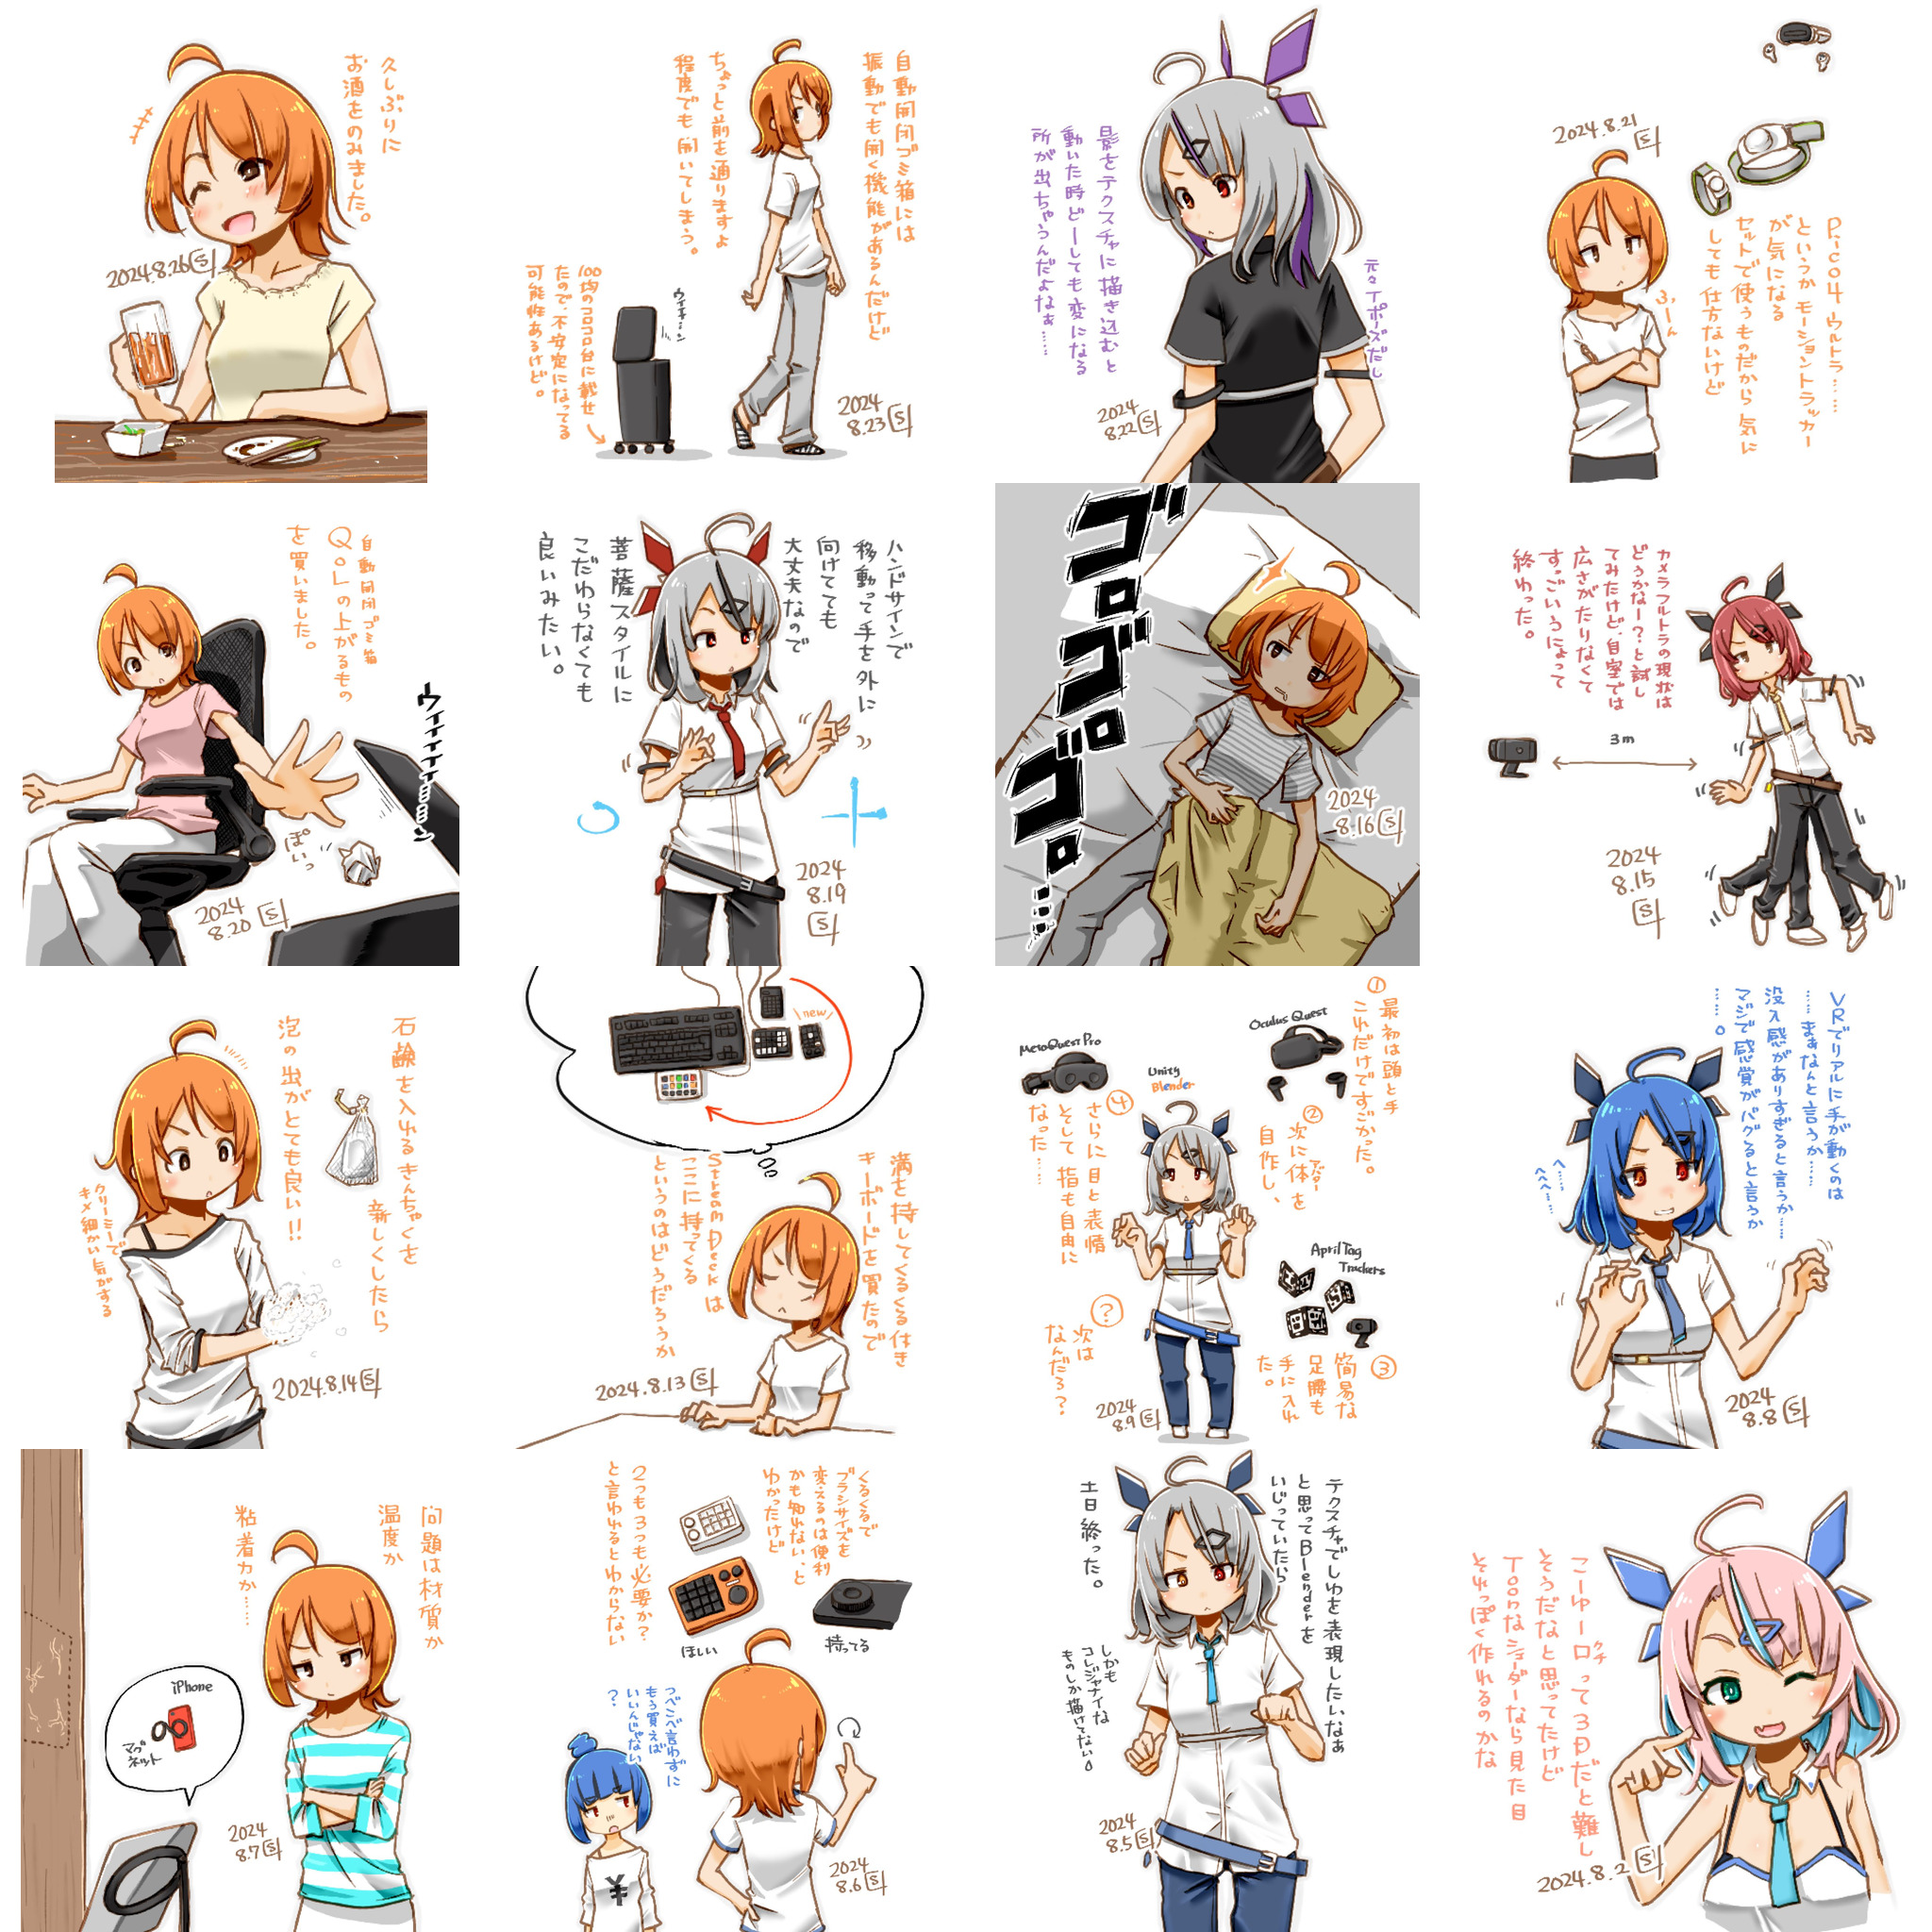 久しぶりに
お酒をのみました。
2024.8.26
自動開閉ゴミ箱には
振動でも開く機能があるんだけど
ちょっと前を通りますよ
程度でも開いてしまう。
ウィィーン
100均のコロコロ台に載せ
たので、不安定になってる
可能性あるけど。
2024
8.23
元々Tポーズだし
影をテクスチャに描き込むと
動いた時どーしても変になる
所が出ちゃうんだよなぁ……
2024
8.22
2024.8.21
Pico4ウルトラ……
というかモーショントラッカー
が気になる
セットで使うものだから気に
しても仕方ないけど
ふーん
自動開閉ゴミ箱
QoLの上がるもの
を買いました。
ウィィィィィ……ン
ぽいっ
2024
8.20
ハンドサインで
移動って手を外に
向けてても
大丈夫なので
菩薩スタイルに
こだわらなくても
良いみたい。
2024
8.19
ゴロゴロゴロ……
2024
8.16
カメラフルトラの現状は
どうかなー？と試し
てみたけど、自室では
広さがたりなくて
すっごいうにょって
終わった。
3m
2024
8.15
石鹸を入れるきんちゃくを
新しくしたら
泡の出がとても良い!!
クリーミーで
キメ細かい気がする
2024.8.14
new
満を持してくるくる付き
キーボードを買ったので
Stream Deckは
ここに持ってくる
というのはどうだろうか
2024.8.13
①
最初は頭と手
これだけですごかった。
Oculus Quest
②
次に体を
アバター
自作し、
AprilTag
Trackers
③
簡易な
足腰も
手に入れ
た。
Meta Quest Pro
Unity
Blender
④
さらに目と表情
そして指も自由に
なった……
?
次は
なんだろ？
2024
8.9
VRでリアルに手が動くのは
……まぁなんと言うか……
没入感がありすぎると言うか……
マジで感覚がバグると言うか
……。
へ……
へへへ……
2024
8.8
問題は材質か
温度か
粘着力か……
iPhone
マグ
ネット
2024
8.7
くるくるで
ブラシサイズを
変えるのは便利
かも知れない、と
わかったけど
2つも3つも必要か？
と言われるとわからない
ほしい
持ってる
つべこべ言わずに
もう買えば
いいんじゃない
？
¥
2024
8.6
テクスチャでしわを表現したいなぁ
と思ってBlenderを
いじっていたら
土日終った。
しかも
コレジャナイな
ものしか描けてない。
2024
8.5
こーゆー口って3Dだと難し
クチ
そうだなと思ってたけど
Toonなシェーダーなら見た目
それっぽく作れるのかな
2024.8.2